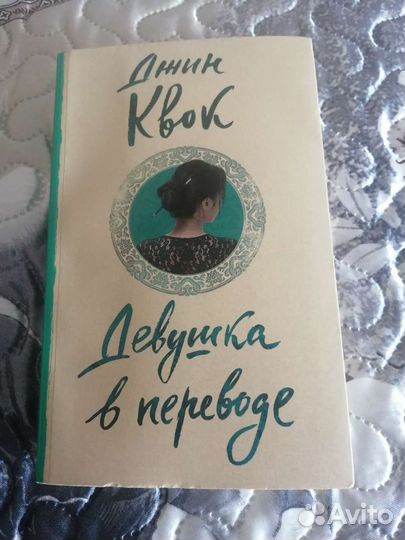 Джин
Квок
Девушка
в переводе
Avito